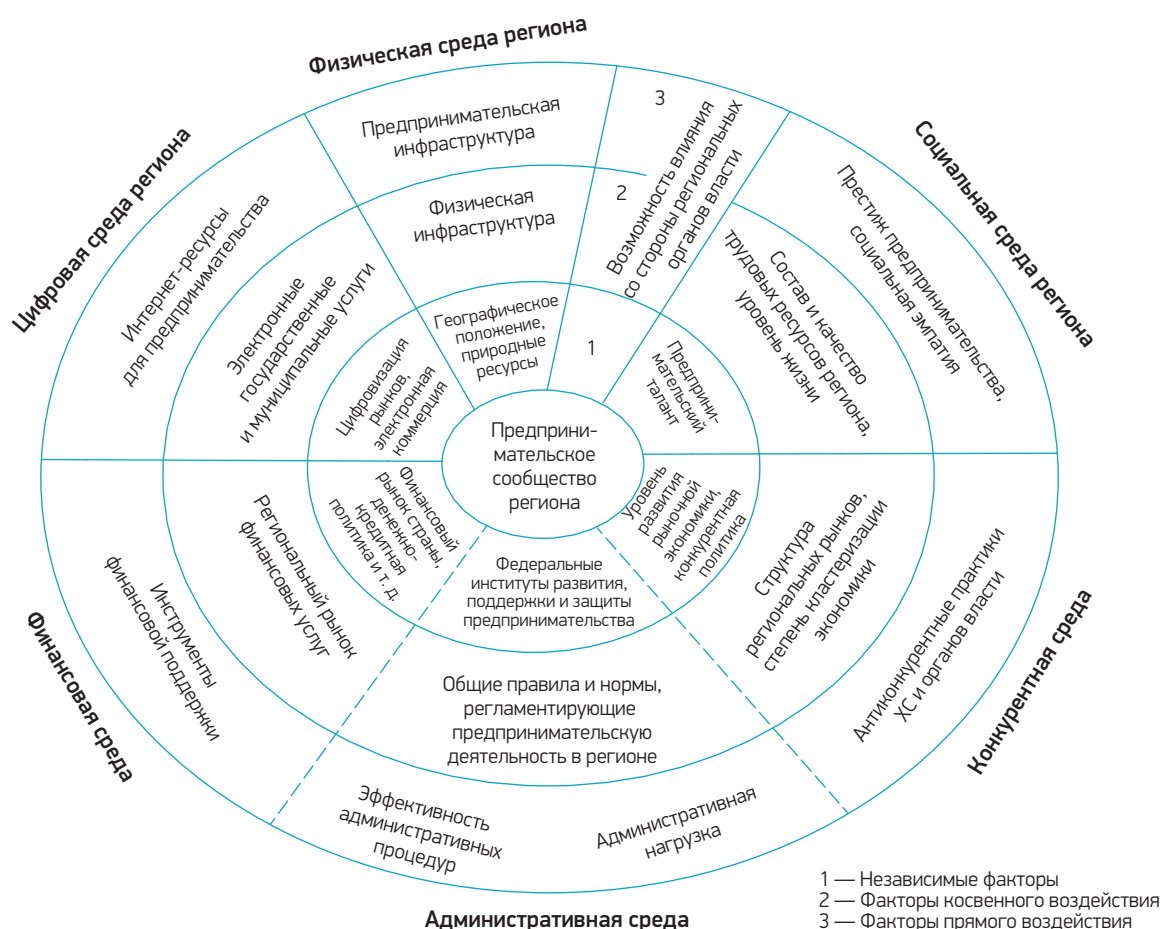 Физическая среда региона
Предпринимательская
инфраструктура
Физическая
инфраструктура
Географическое
положение,
природные
ресурсы
3
2
1
Возможность влияния
со стороны региональных
органов власти
Социальная среда региона
Престиж предпринимательства,
социальная эмпатия
Состав и качество
трудовых ресурсов региона,
уровень жизни
Предприни-
мательский
талант
Цифровая среда региона
Интернет-ресурсы
для предпринимательства
Электронные
государственные
и муниципальные услуги
Цифровизация
рынков,
электронная
коммерция
Предприни-
мательское
сообщество
региона
Финансовая среда
Инструменты
финансовой поддержки
Региональный рынок
финансовых услуг
Финансовый
рынок страны,
денежно-
кредитная
политика и т. д.
Уровень
развития
рыночной
экономики,
конкурентная
политика
Структура
региональных рынков,
степень кластеризации
экономики
Антиконкурентные практики
ХС и органов власти
Конкурентная среда
Федеральные
институты развития,
поддержки и защиты
предпринимательства
Общие правила и нормы,
регламентирующие
предпринимательскую
деятельность в регионе
Эффективность
административных
процедур
Административная
нагрузка
Административная среда
1 — Независимые факторы
2 — Факторы косвенного воздействия
3 — Факторы прямого воздействия